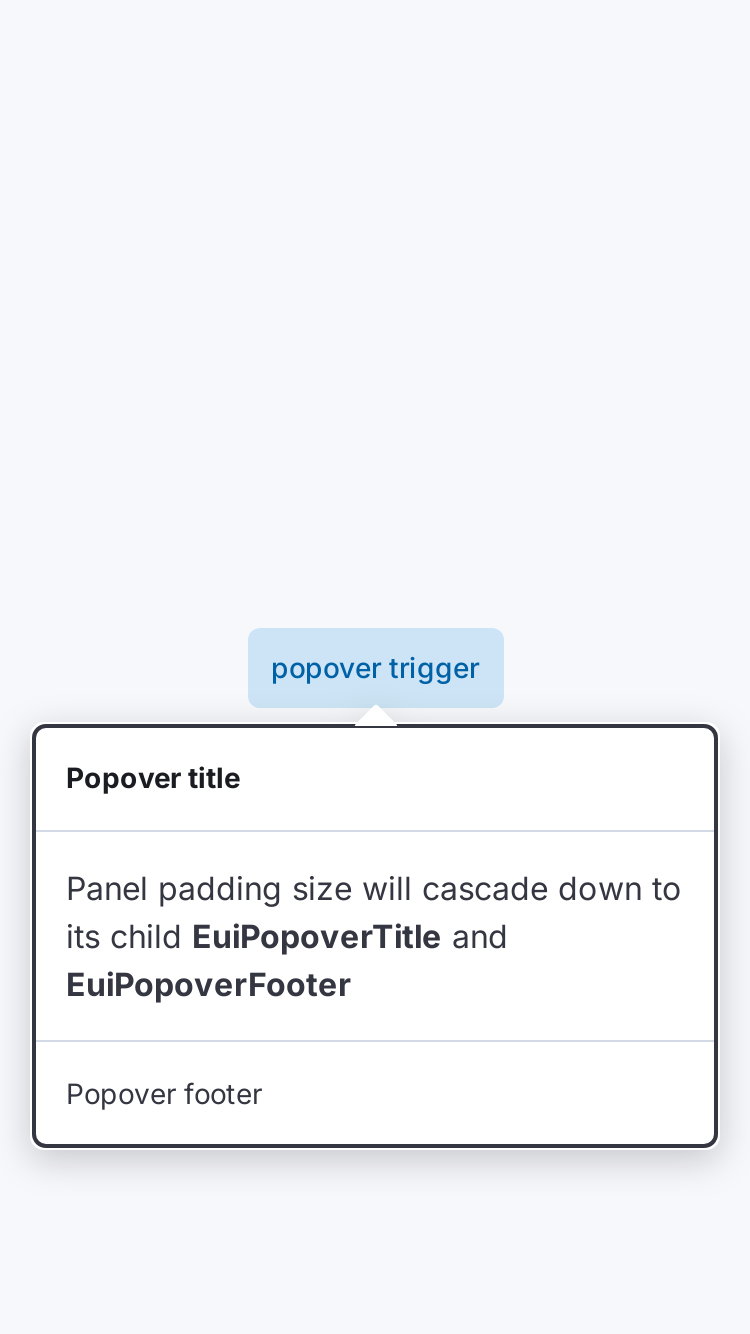 popover trigger
Popover title
Panel padding size will cascade down to
its child EuiPopoverTitle and
EuiPopoverFooter
Popover footer